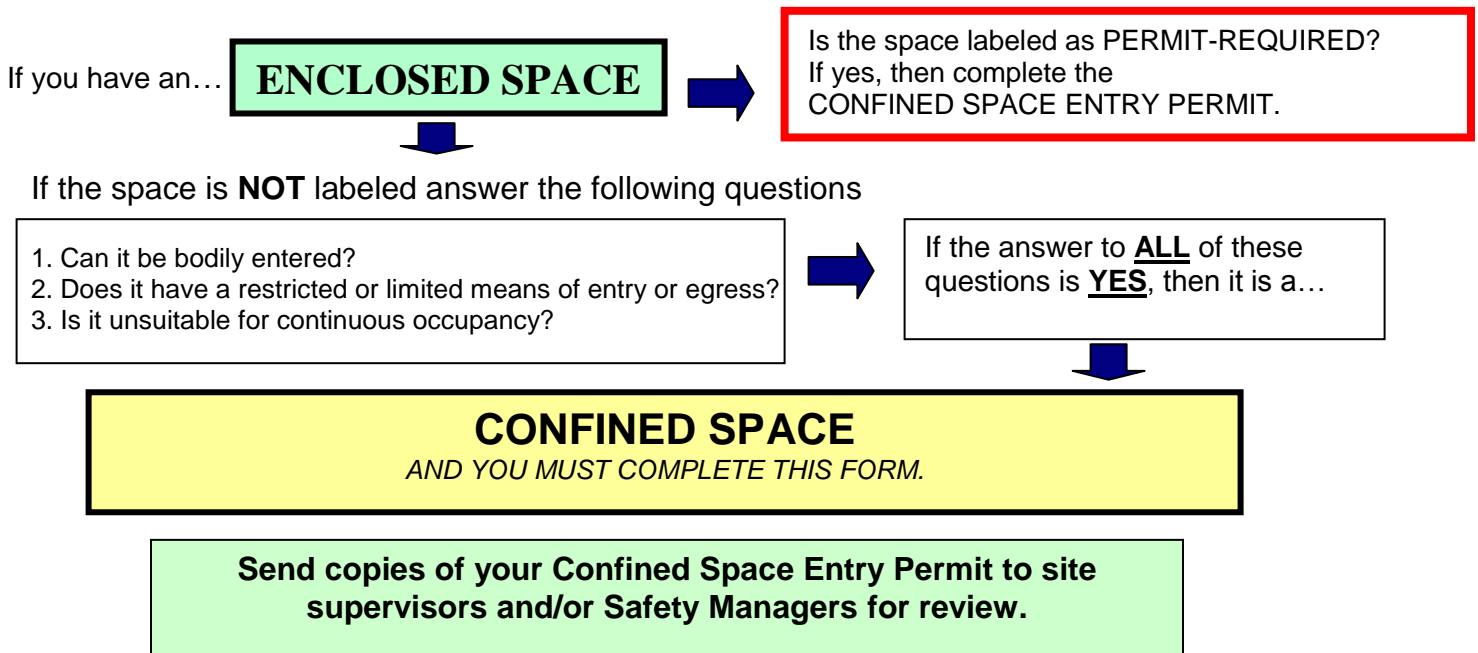 If you have an…
ENCLOSED SPACE
Is the space labeled as PERMIT-REQUIRED?
If yes, then complete the
CONFINED SPACE ENTRY PERMIT.
If the space is NOT labeled answer the following questions
1. Can it be bodily entered?
2. Does it have a restricted or limited means of entry or egress?
3. Is it unsuitable for continuous occupancy?
If the answer to ALL of these
questions is YES, then it is a…
CONFINED SPACE
AND YOU MUST COMPLETE THIS FORM.
Send copies of your Confined Space Entry Permit to site
supervisors and/or Safety Managers for review.